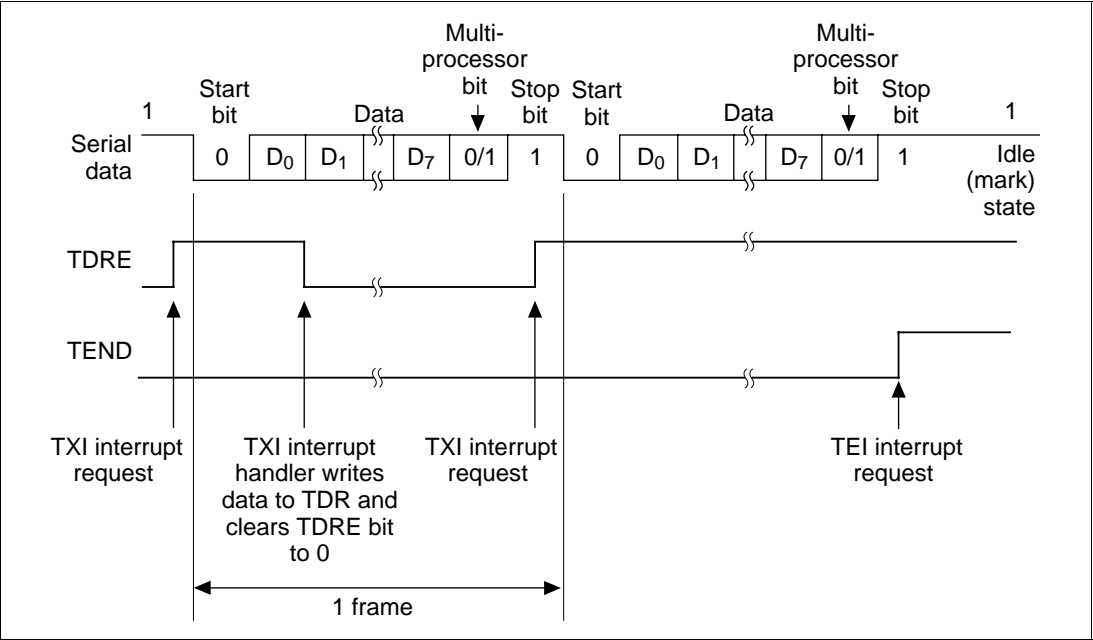 Multi-
processor
bit
Multi-
processor
bit
1 Start
bit Data Stop
bit Start
bit Data Stop
bit 1
Serial
data
0 D0 D1 D7 0/1 1 0 D0 D1 D7 0/1 1
Idle
(mark)
state
TDRE
TEND
TXI interrupt
request
TXI interrupt
handler writes
data to TDR and
clears TDRE bit
to 0
TXI interrupt
request
TEI interrupt
request
1 frame